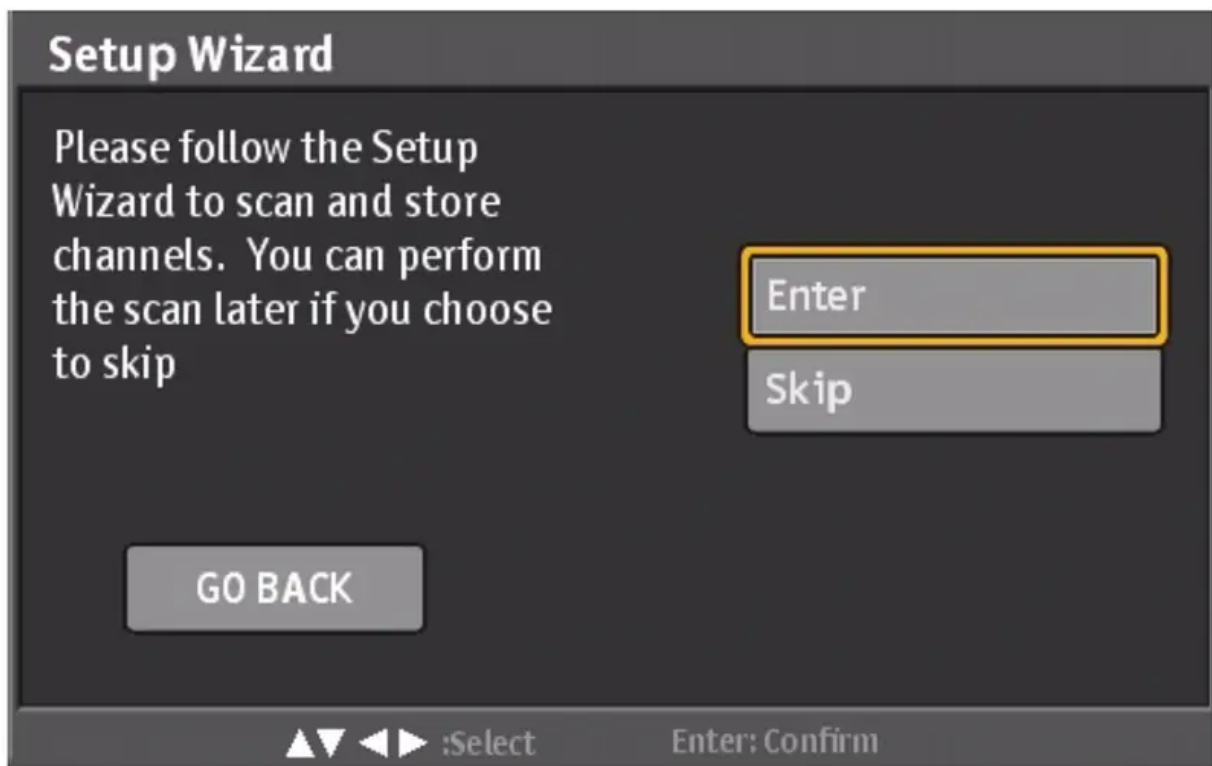 Setup Wizard
Please follow the Setup
Wizard to scan and store
channels. You can perform
the scan later if you choose
to skip
Enter
Skip
GO BACK
▲▼ ◀▶ :Select Enter: Confirm